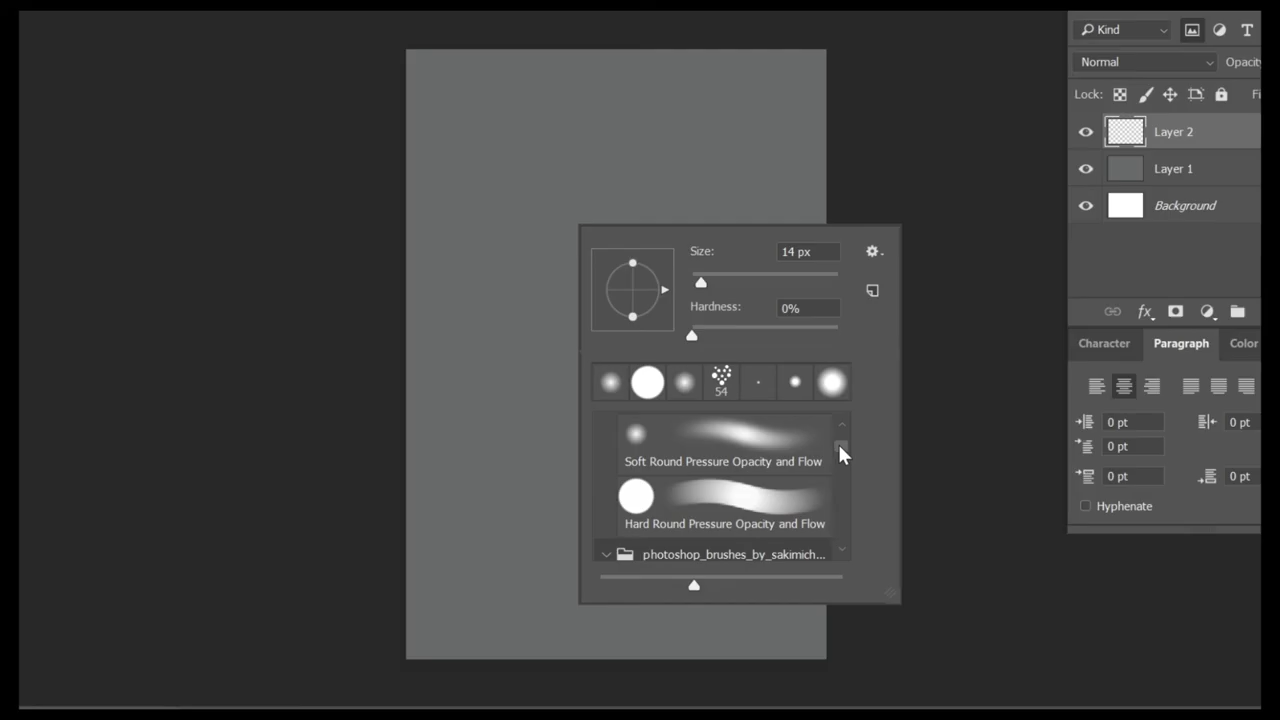 Kind
T
Normal
Opacity
Lock:
Fi
Layer 2
Layer 1
Background
fx
Character
Paragraph
Color
0 pt
0 pt
0 pt
0 pt
0 pt
Hyphenate
Size:
14 px
Hardness:
0%
54
Soft Round Pressure Opacity and Flow
Hard Round Pressure Opacity and Flow
photoshop_brushes_by_sakimich...